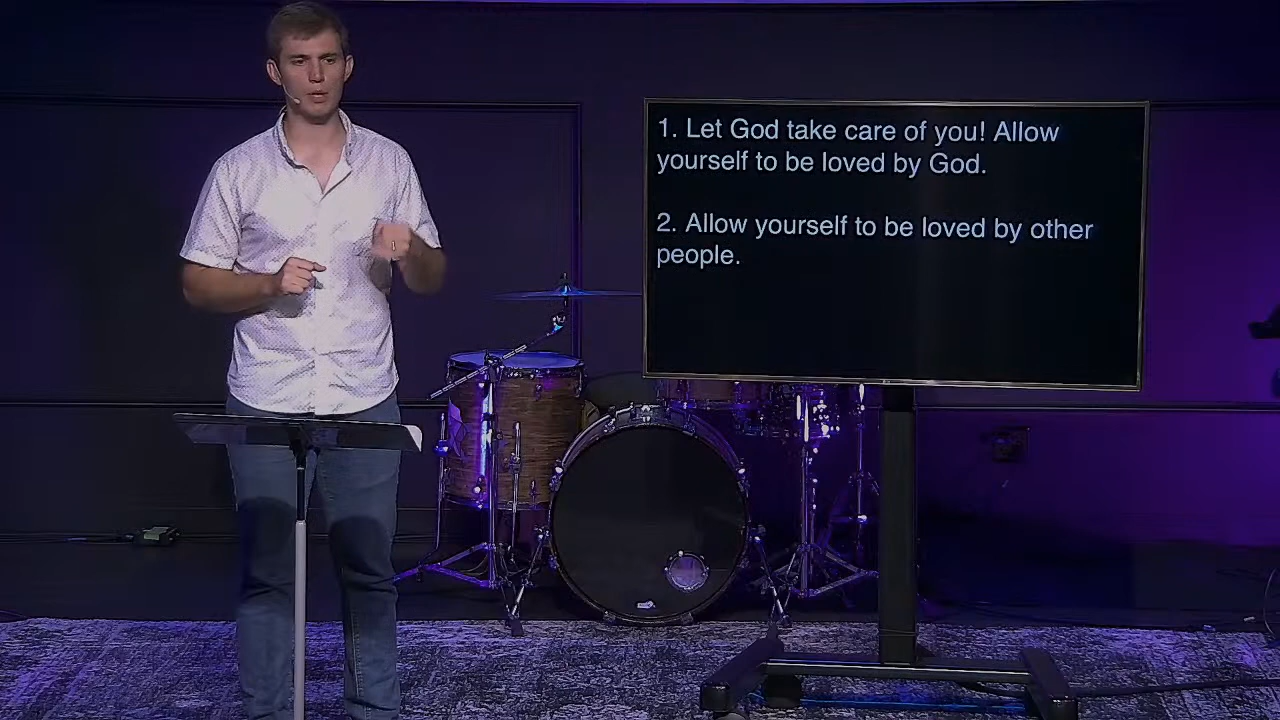 1. Let God take care of you! Allow
yourself to be loved by God.
2. Allow yourself to be loved by other
people.